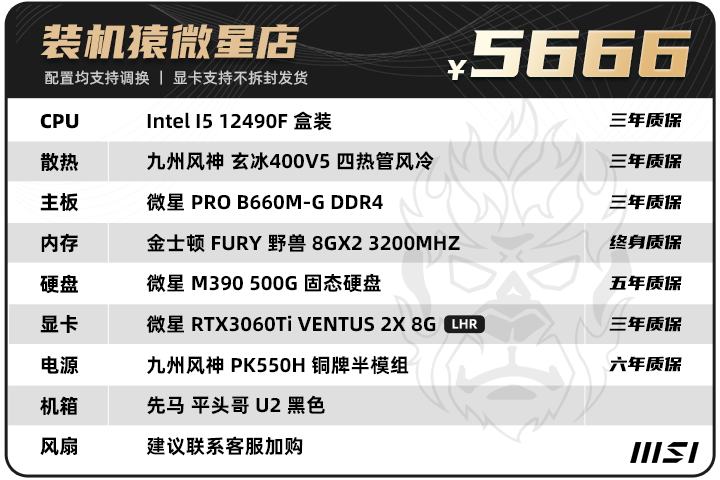 装机猿微星店
¥5666
配置均支持调换 | 显卡支持不拆封发货
CPU Intel I5 12490F 盒装 三年质保
散热 九州风神 玄冰400V5 四热管风冷 三年质保
主板 微星 PRO B660M-G DDR4 三年质保
内存 金士顿 FURY 野兽 8GX2 3200MHZ 终身质保
硬盘 微星 M390 500G 固态硬盘 五年质保
显卡 微星 RTX3060Ti VENTUS 2X 8G LHR 三年质保
电源 九州风神 PK550H 铜牌半模组 六年质保
机箱 先马 平头哥 U2 黑色
风扇 建议联系客服加购
MSI